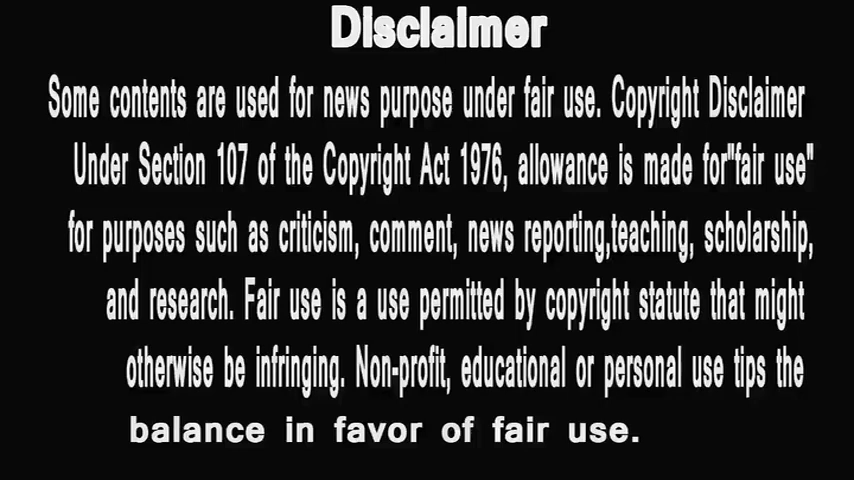 Disclaimer
Some contents are used for news purpose under fair use. Copyright Disclaimer
Under Section 107 of the Copyright Act 1976, allowance is made for"fair use"
for purposes such as criticism, comment, news reporting,teaching, scholarship,
and research. Fair use is a use permitted by copyright statute that might
otherwise be infringing. Non-profit, educational or personal use tips the
balance in favor of fair use.